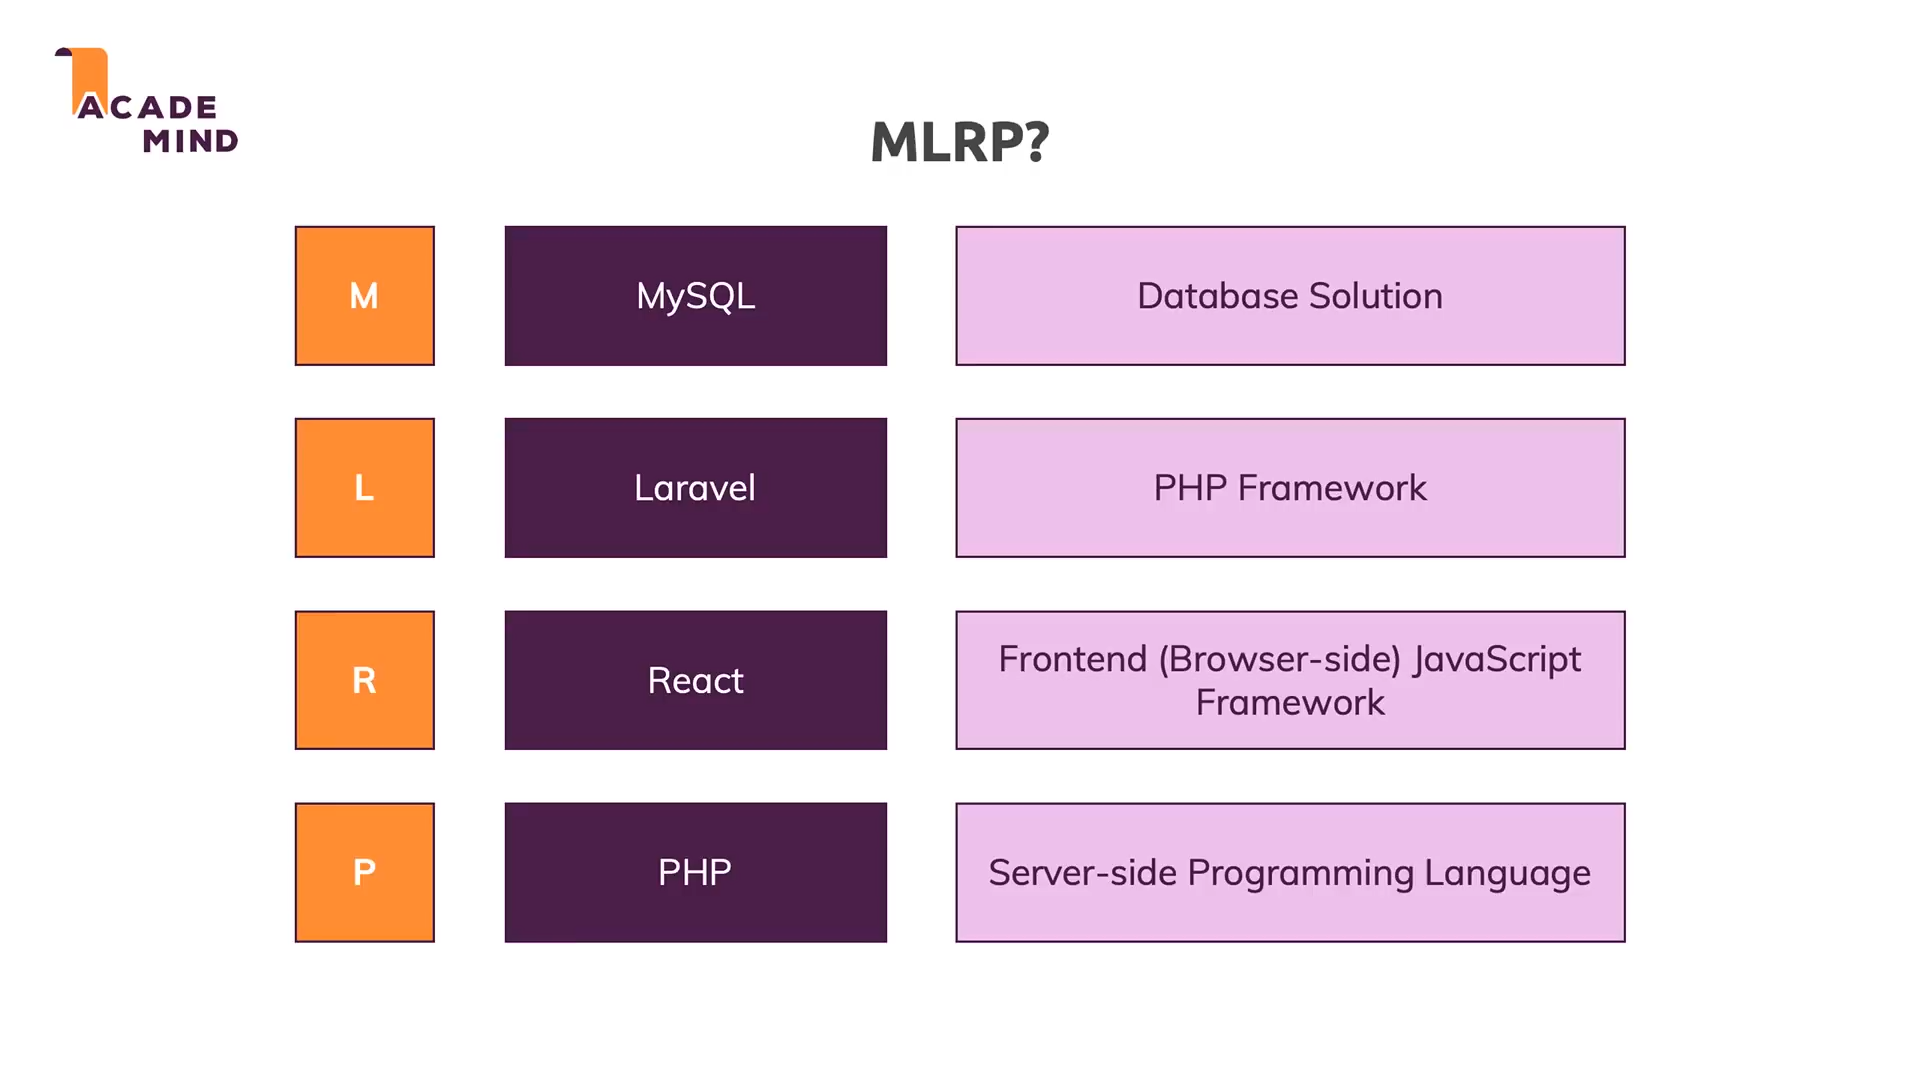 ACADE
MIND
MLRP?
M
MySQL
Database Solution
L
Laravel
PHP Framework
R
React
Frontend (Browser-side) JavaScript
Framework
P
PHP
Server-side Programming Language